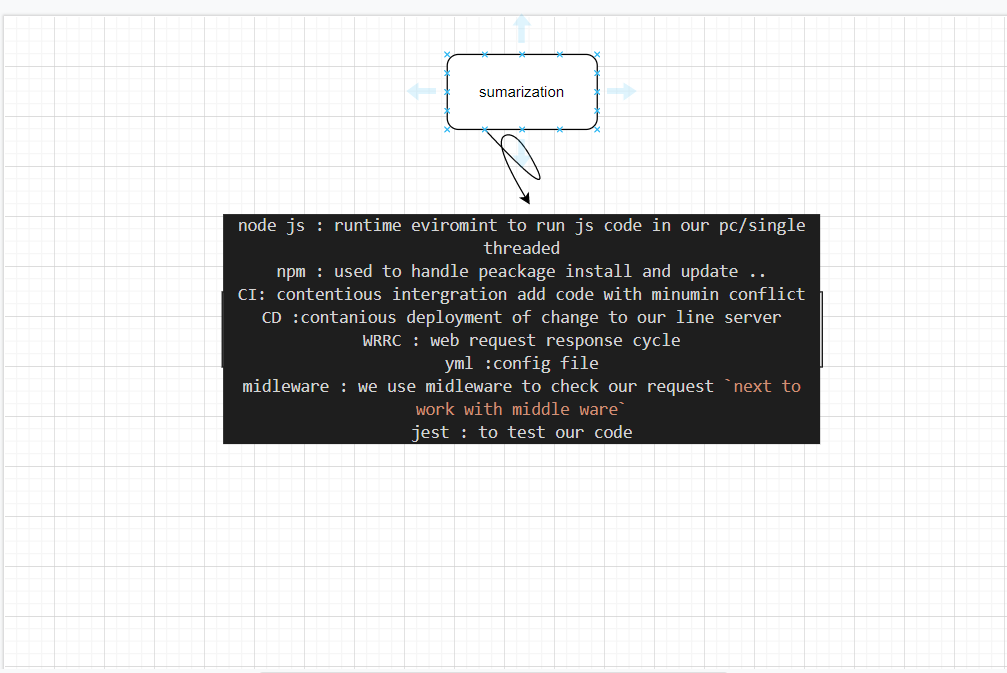 sumarization
node js : runtime eviromint to run js code in our pc/single
threaded
npm : used to handle peackage install and update ..
CI: contentious intergration add code with minumin conflict
CD :contanious deployment of change to our line server
WRRC : web request response cycle
yml :config file
midleware : we use midleware to check our request `next to
work with middle ware`
jest : to test our code